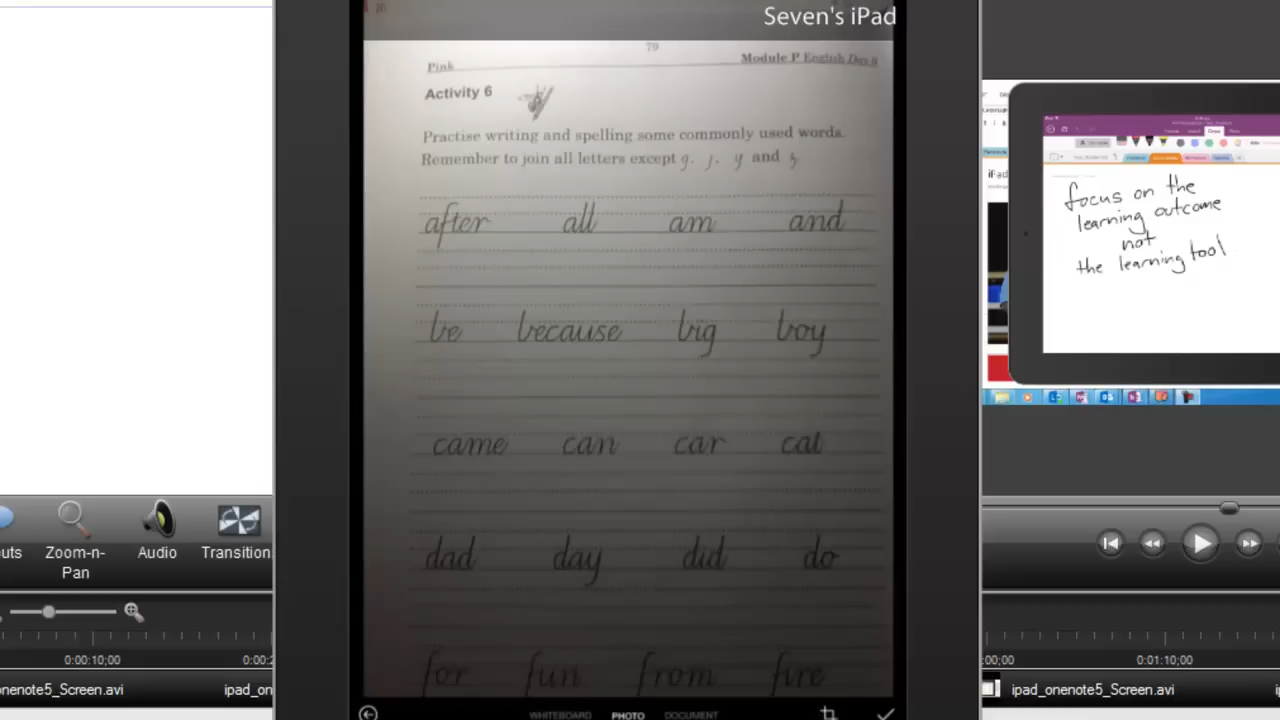 Seven's iPad
79
Pink
Module P English Day 8
Activity 6
Practise writing and spelling some commonly used words.
Remember to join all letters except g, j, y and z
after all am and
be because big boy
came can car cat
dad day did do
for fun from fire
WHITEBOARD PHOTO DOCUMENT
focus on the
learning outcome
not
the learning tool
Zoom-n-
Pan
Audio
Transition
0:00:10;00
0:01:10;00
ipad_onenote5_Screen.avi